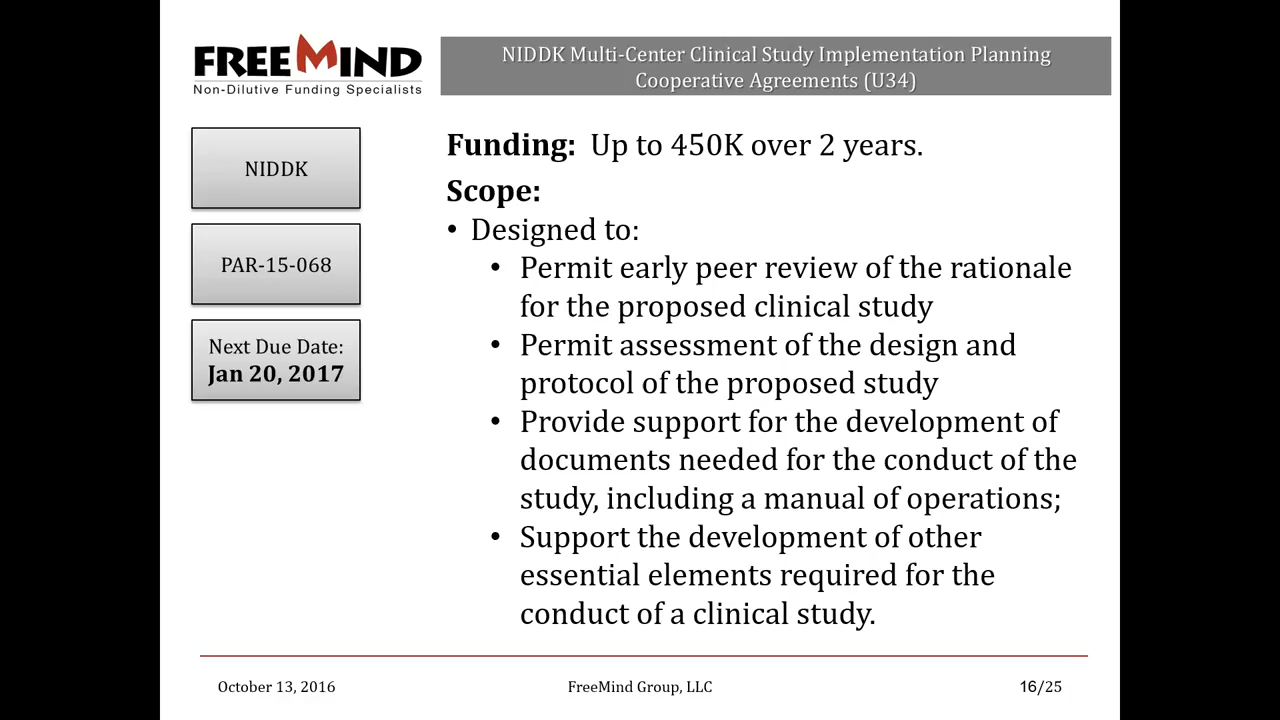 FREEMIND
Non-Dilutive Funding Specialists
NIDDK Multi-Center Clinical Study Implementation Planning
Cooperative Agreements (U34)
NIDDK
PAR-15-068
Next Due Date:
Jan 20, 2017
Funding: Up to 450K over 2 years.
Scope:
• Designed to:
• Permit early peer review of the rationale
for the proposed clinical study
• Permit assessment of the design and
protocol of the proposed study
• Provide support for the development of
documents needed for the conduct of the
study, including a manual of operations;
• Support the development of other
essential elements required for the
conduct of a clinical study.
October 13, 2016
FreeMind Group, LLC
16/25